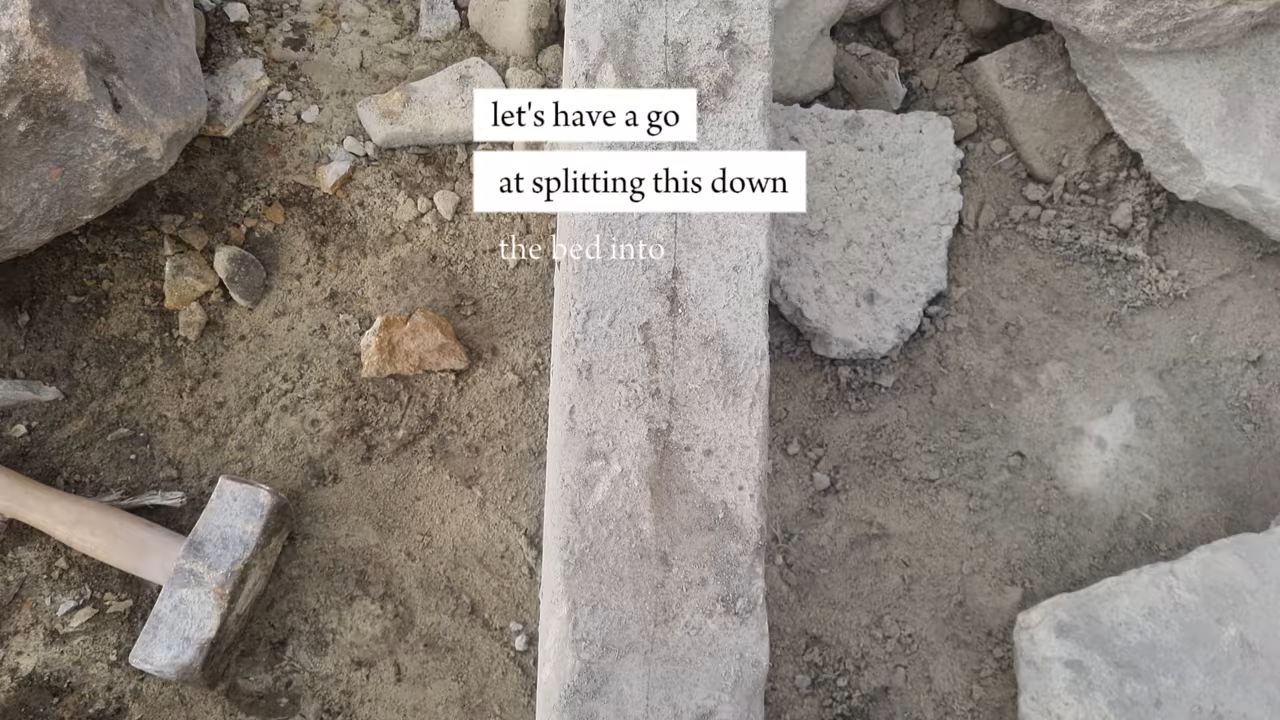 let's have a go
at splitting this down
the bed into